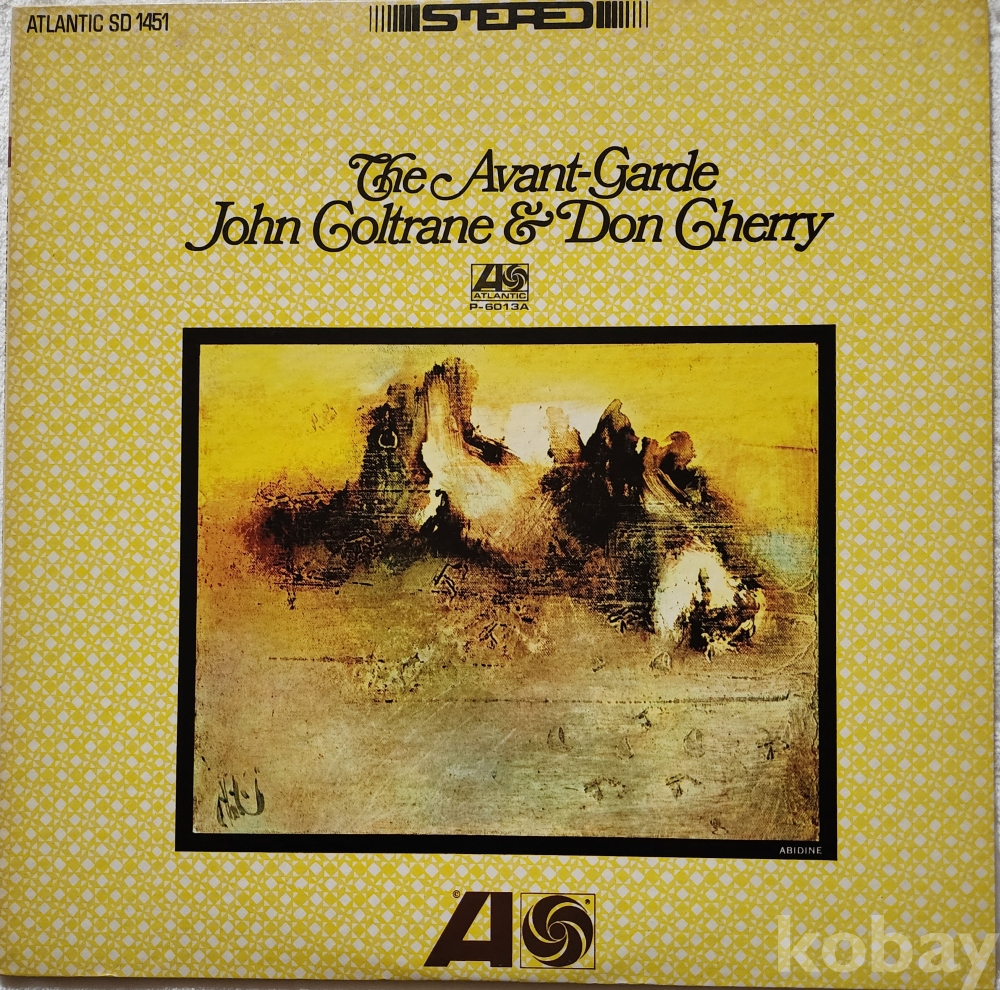 ATLANTIC SD 1451
STEREO
The Avant-Garde
John Coltrane & Don Cherry
ATLANTIC
P-6013A
ABIDINE
A
kobay